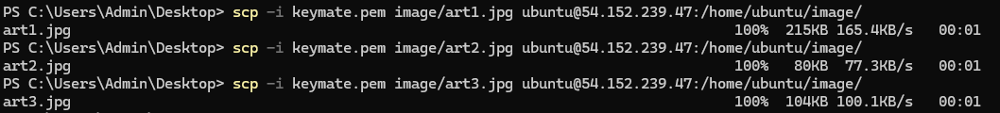 PS C:\Users\Admin\Desktop> scp -i keymate.pem image/art1.jpg ubuntu@54.152.239.47:/home/ubuntu/image/
art1.jpg 100% 215KB 165.4KB/s 00:01
PS C:\Users\Admin\Desktop> scp -i keymate.pem image/art2.jpg ubuntu@54.152.239.47:/home/ubuntu/image/
art2.jpg 100% 80KB 77.3KB/s 00:01
PS C:\Users\Admin\Desktop> scp -i keymate.pem image/art3.jpg ubuntu@54.152.239.47:/home/ubuntu/image/
art3.jpg 100% 104KB 100.1KB/s 00:01